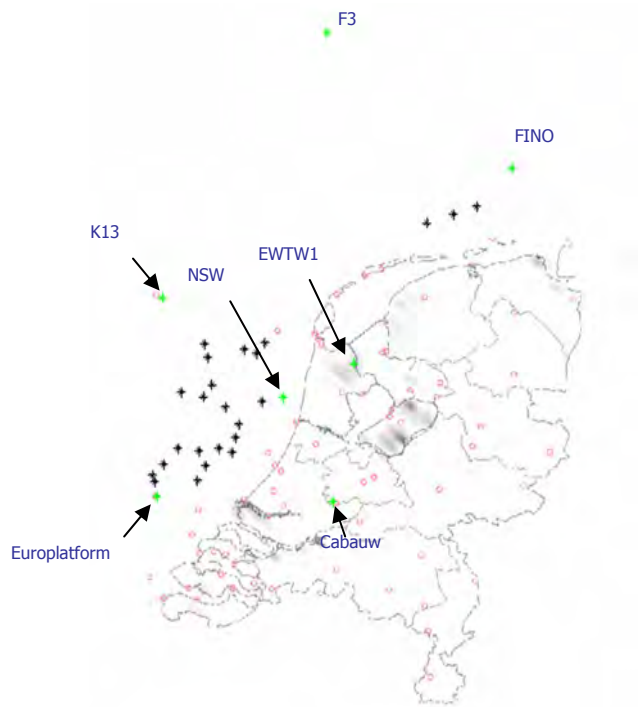 F3
FINO
K13
NSW
EWTW1
Europlatform
Cabauw